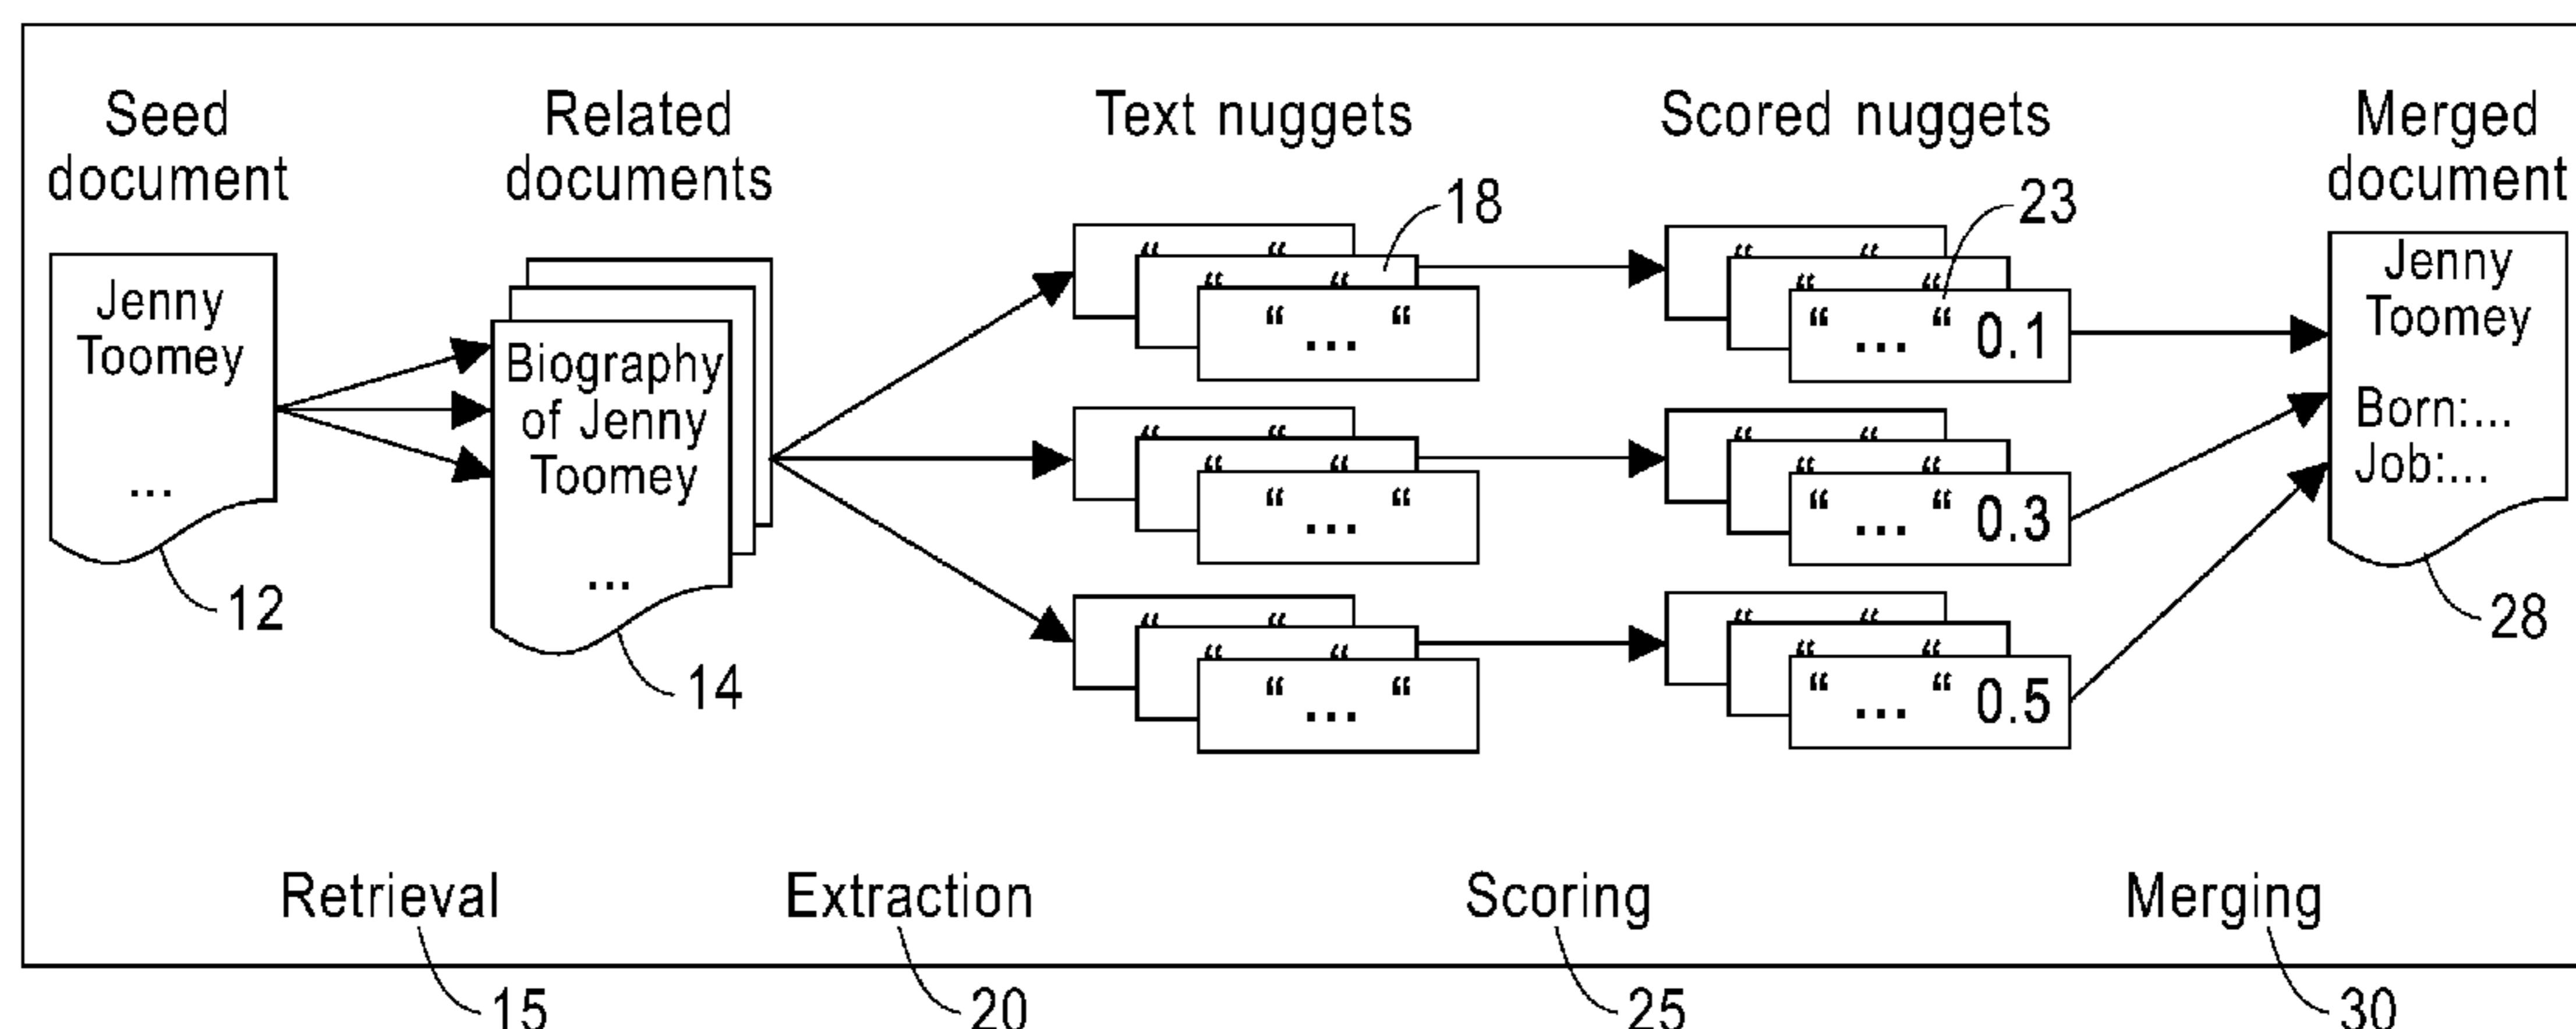 Seed
document
Related
documents
Text nuggets
Scored nuggets
Merged
document
Jenny
Toomey
...
12
Biography
of Jenny
Toomey
...
14
18
“ “
“ “
“ ... “
“ “
“ “
“ ... “
“ “
“ “
“ ... “
23
“ “
“ “
“ ... “ 0.1
“ “
“ “
“ ... “ 0.3
“ “
“ “
“ ... “ 0.5
Jenny
Toomey
Born:...
Job:...
28
Retrieval
Extraction
Scoring
Merging
15
20
25
30